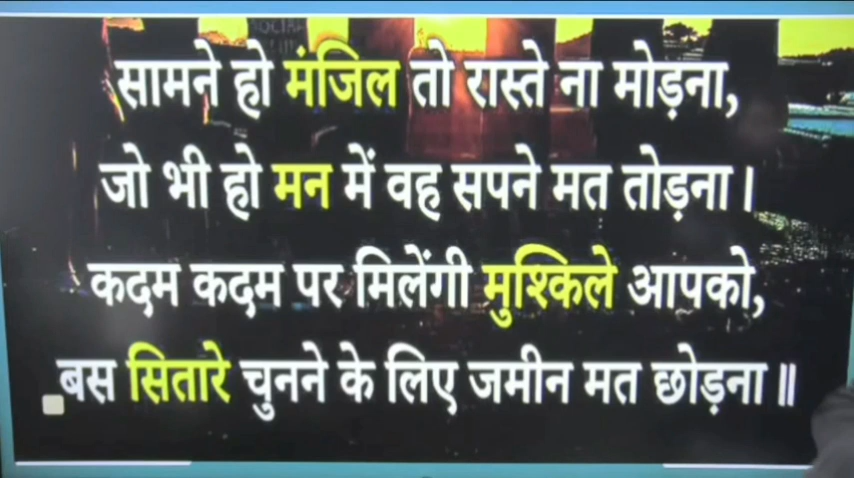 सामने हो मंजिल तो रास्ते ना मोड़ना,
जो भी हो मन में वह सपने मत तोड़ना।
कदम कदम पर मिलेंगी मुश्किले आपको,
बस सितारे चुनने के लिए जमीन मत छोड़ना॥